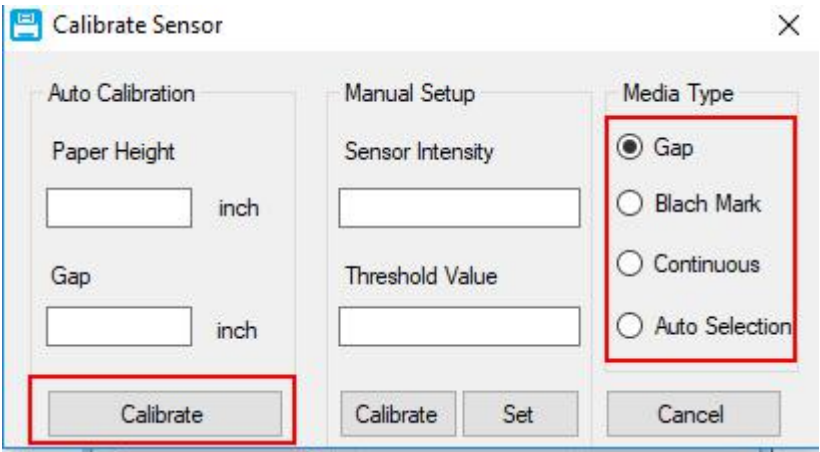 Calibrate Sensor
Auto Calibration
Paper Height
inch
Gap
inch
Calibrate
Manual Setup
Sensor Intensity
Threshold Value
Calibrate
Set
Media Type
Gap
Blach Mark
Continuous
Auto Selection
Cancel